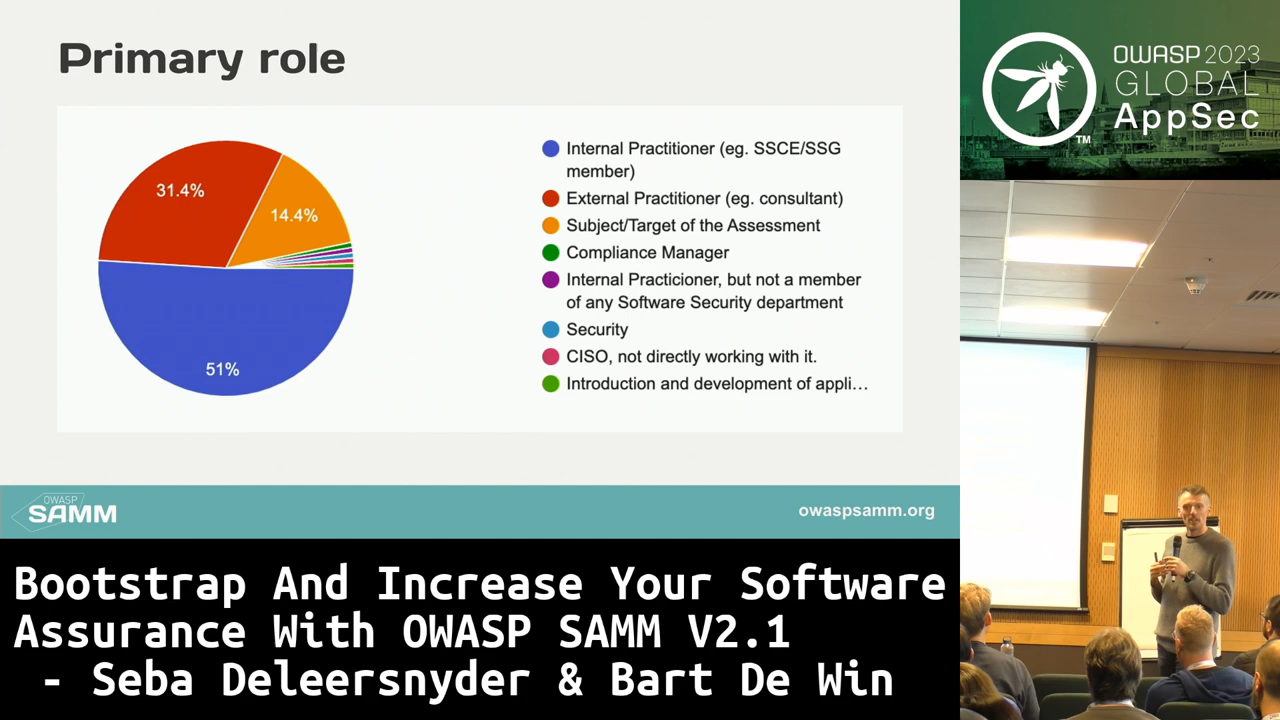 Primary role
31.4%
14.4%
51%
Internal Practitioner (eg. SSCE/SSG
member)
External Practitioner (eg. consultant)
Subject/Target of the Assessment
Compliance Manager
Internal Practicioner, but not a member
of any Software Security department
Security
CISO, not directly working with it.
Introduction and development of appli…
OWASP
SAMM
owaspsamm.org
OWASP 2023
GLOBAL
AppSec
TM
Bootstrap And Increase Your Software
Assurance With OWASP SAMM V2.1
- Seba Deleersnyder & Bart De Win